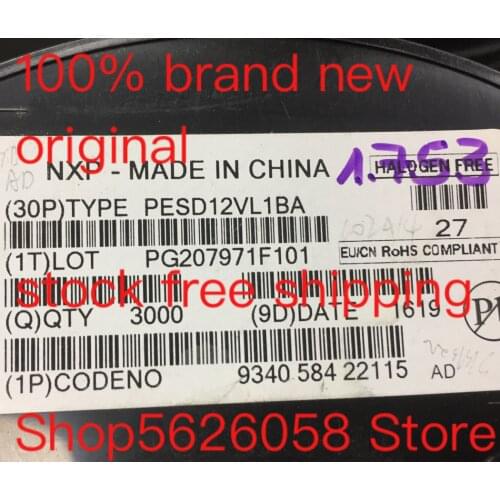 100% brand new
original
NXP - MADE IN CHINA
1.753
HALOGEN FREE
AD
(30P)TYPE PESD12VL1BA
27
(1T)LOT PG207971F101
EU/CN RoHS COMPLIANT
stock free shipping
(Q)QTY 3000
(9D)DATE 1619
(1P)CODENO 9340 584 22115
AD
Shop5626058 Store